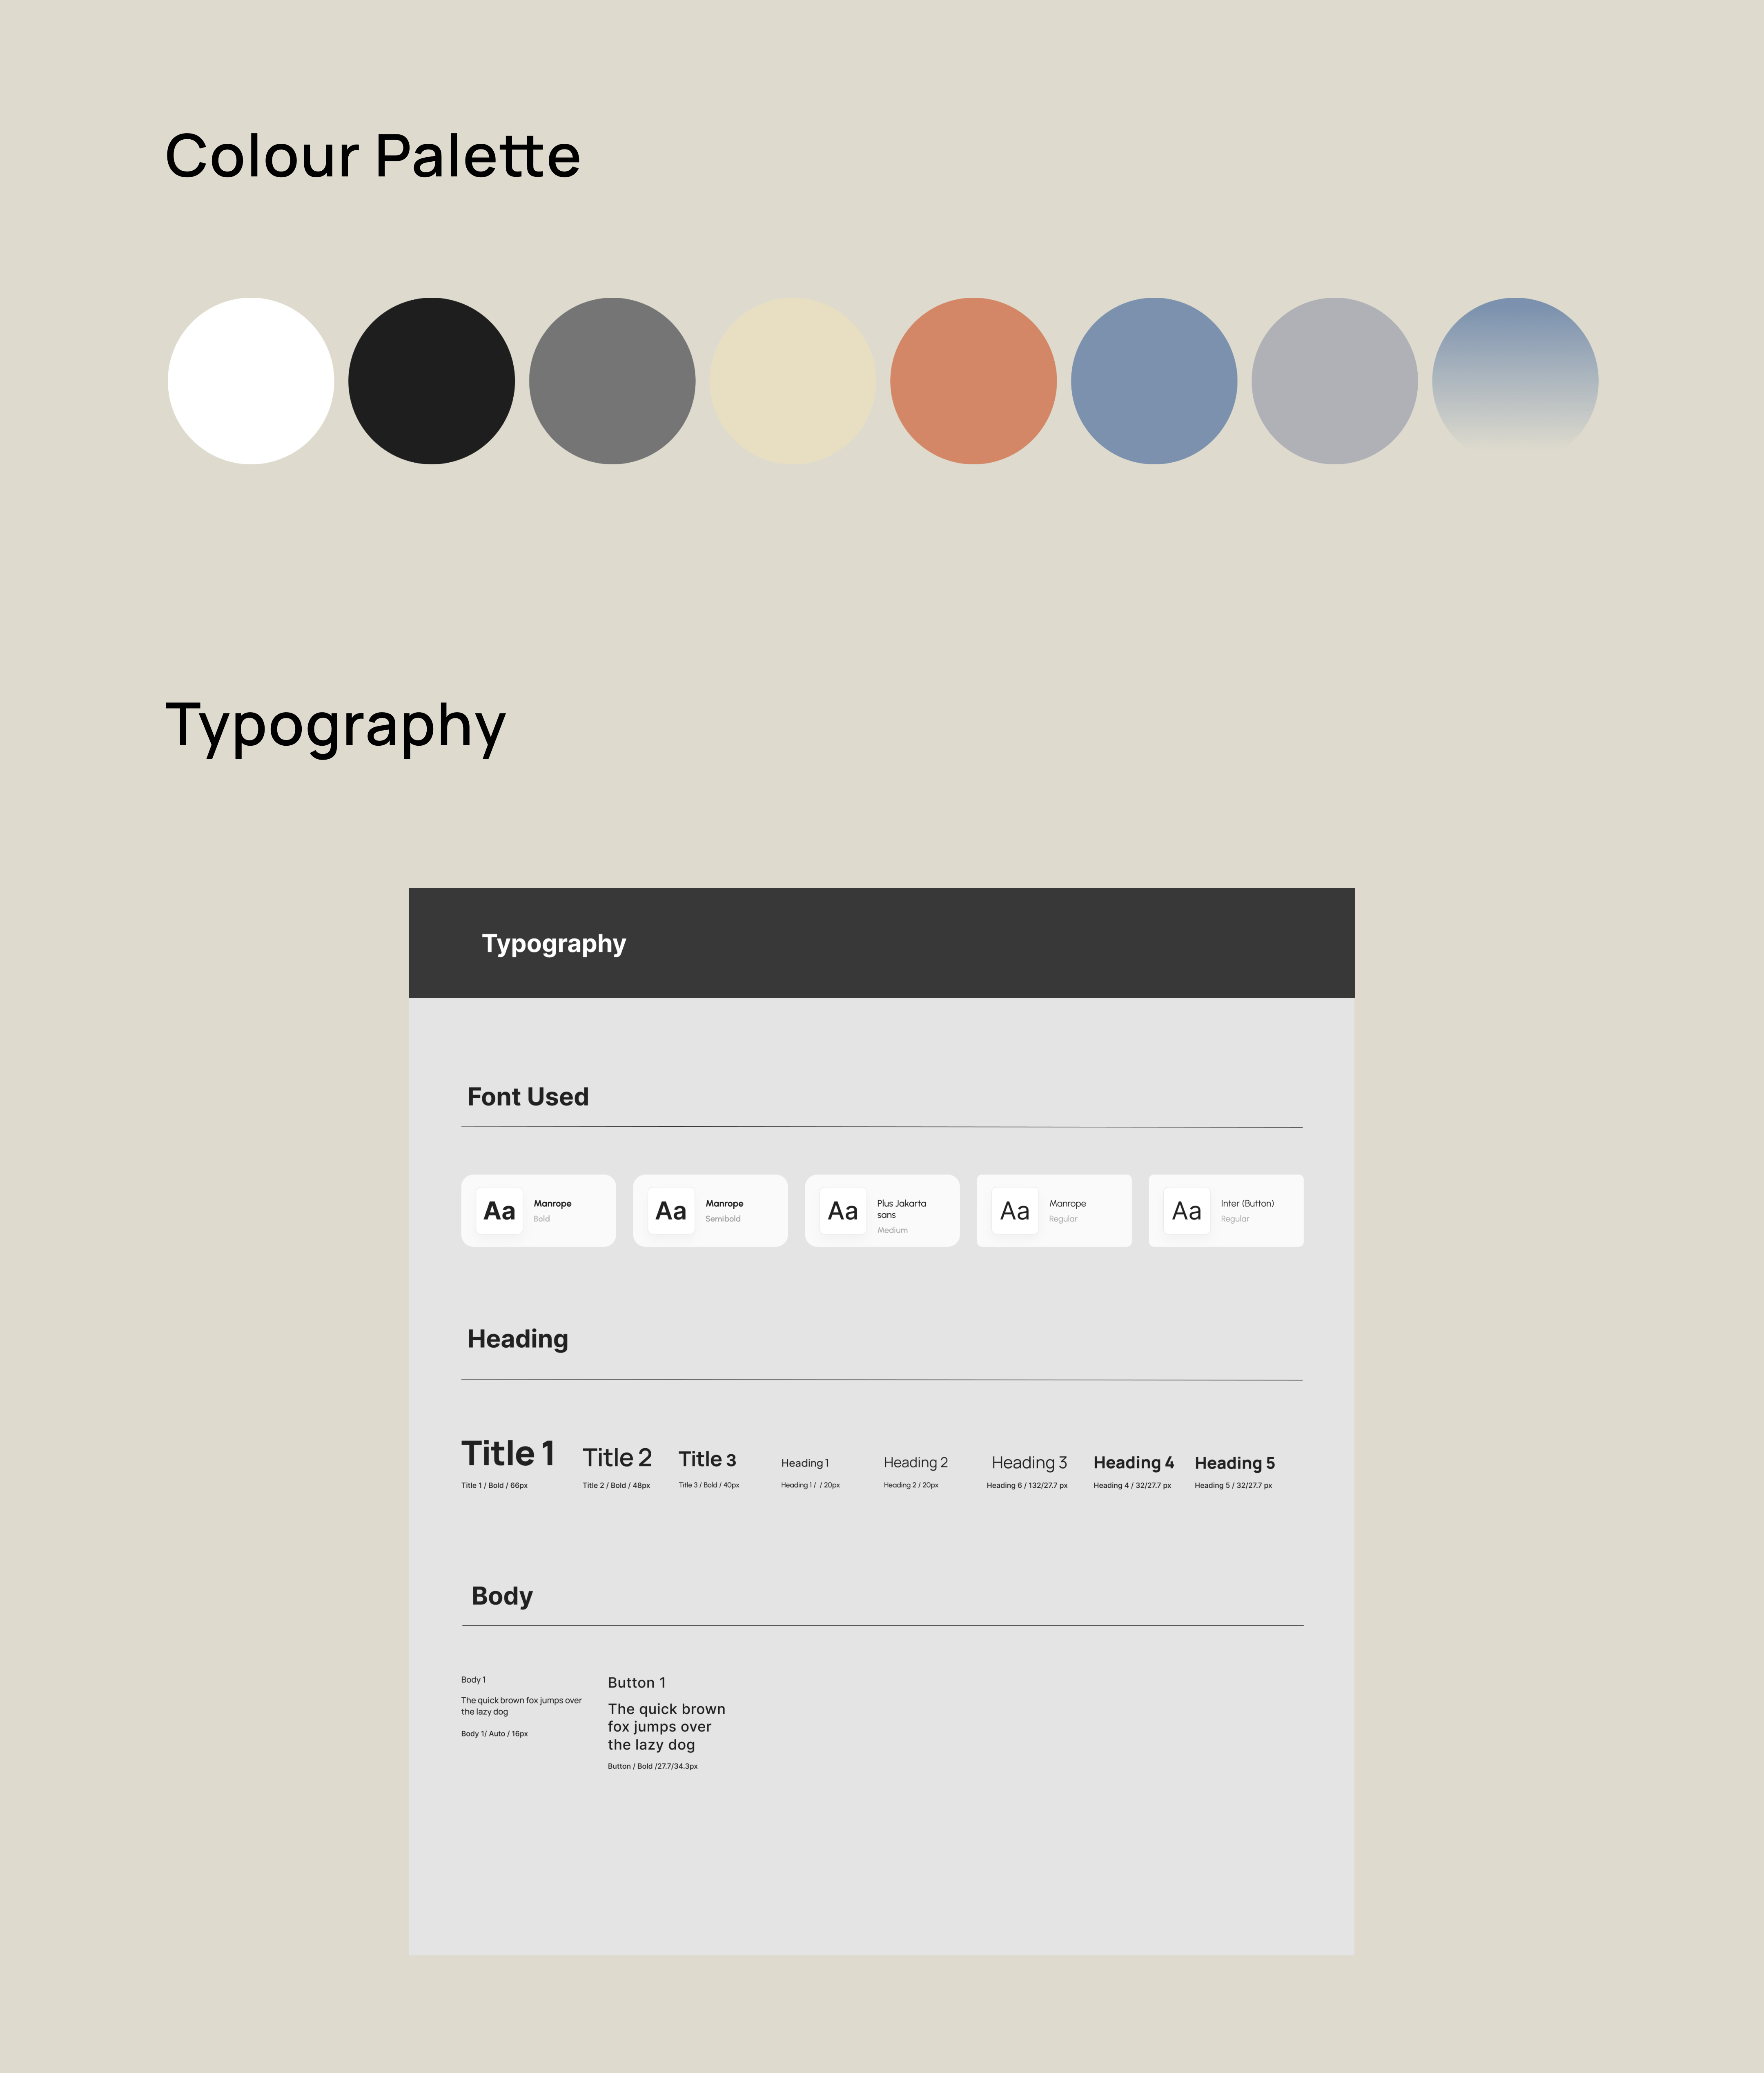 Colour Palette
Typography
Typography
Font Used
Aa
Manrope
Bold
Aa
Manrope
Semibold
Aa
Plus Jakarta
sans
Medium
Aa
Manrope
Regular
Aa
Inter (Button)
Regular
Heading
Title 1
Title 1 / Bold / 66px
Title 2
Title 2 / Bold / 48px
Title 3
Title 3 / Bold / 40px
Heading 1
Heading 1 / / 20px
Heading 2
Heading 2 / 20px
Heading 3
Heading 6 / 132/27.7 px
Heading 4
Heading 4 / 32/27.7 px
Heading 5
Heading 5 / 32/27.7 px
Body
Body 1
The quick brown fox jumps over
the lazy dog
Body 1/ Auto / 16px
Button 1
The quick brown
fox jumps over
the lazy dog
Button / Bold /27.7/34.3px